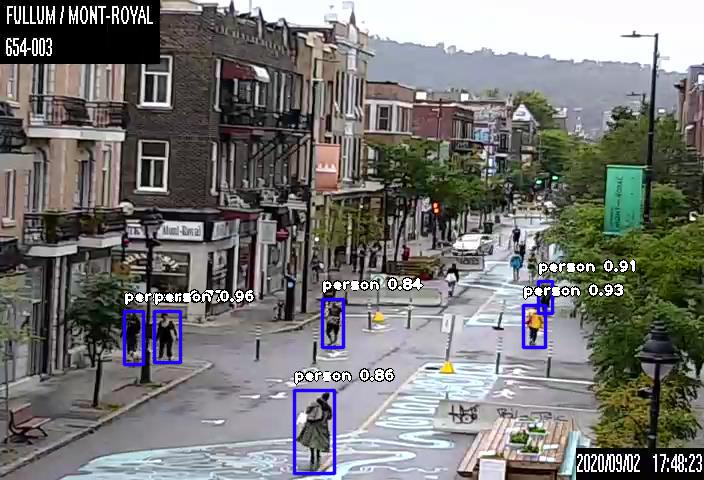 FULLUM / MONT-ROYAL
654-003
Mont-Royal
MONT-ROYAL
person 0.91
person 0.84
person 0.93
person 0.96
person 0.86
2020/09/02 17:48:23